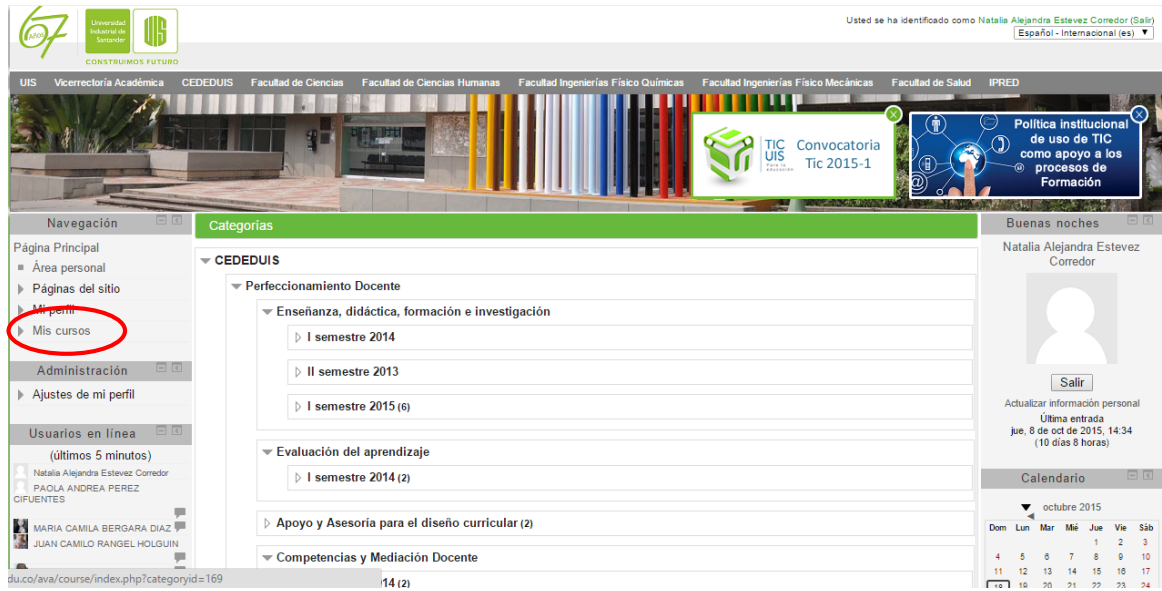 67
Años
Universidad
Industrial de
Santander
UIS
CONSTRUIMOS FUTURO
Usted se ha identificado como Natalia Alejandra Estevez Corredor (Salir)
Español - Internacional (es)
UIS Vicerrectoría Académica CEDEDUIS Facultad de Ciencias Facultad de Ciencias Humanas Facultad Ingenierías Físico Químicas Facultad Ingenierías Físico Mecánicas Facultad de Salud IPRED
TIC
UIS
Para la
educación
Convocatoria
Tic 2015-1
Política institucional
de uso de TIC
como apoyo a los
procesos de
Formación
Navegación
Página Principal
Área personal
Páginas del sitio
Mi perfil
Mis cursos
Administración
Ajustes de mi perfil
Usuarios en línea
(últimos 5 minutos)
Natalia Alejandra Estevez Corredor
PAOLA ANDREA PEREZ
CIFUENTES
MARIA CAMILA BERGARA DIAZ
JUAN CAMILO RANGEL HOLGUIN
du.co/ava/course/index.php?categoryid=169
Categorías
CEDEDUIS
Perfeccionamiento Docente
Enseñanza, didáctica, formación e investigación
I semestre 2014
II semestre 2013
I semestre 2015 (6)
Evaluación del aprendizaje
I semestre 2014 (2)
Apoyo y Asesoría para el diseño curricular (2)
Competencias y Mediación Docente
014 (2)
Buenas noches
Natalia Alejandra Estevez
Corredor
Salir
Actualizar información personal
Última entrada
jue, 8 de oct de 2015, 14:34
(10 días 8 horas)
Calendario
octubre 2015
Dom Lun Mar Mié Jue Vie Sáb
1 2 3
4 5 6 7 8 9 10
11 12 13 14 15 16 17
18 19 20 21 22 23 24